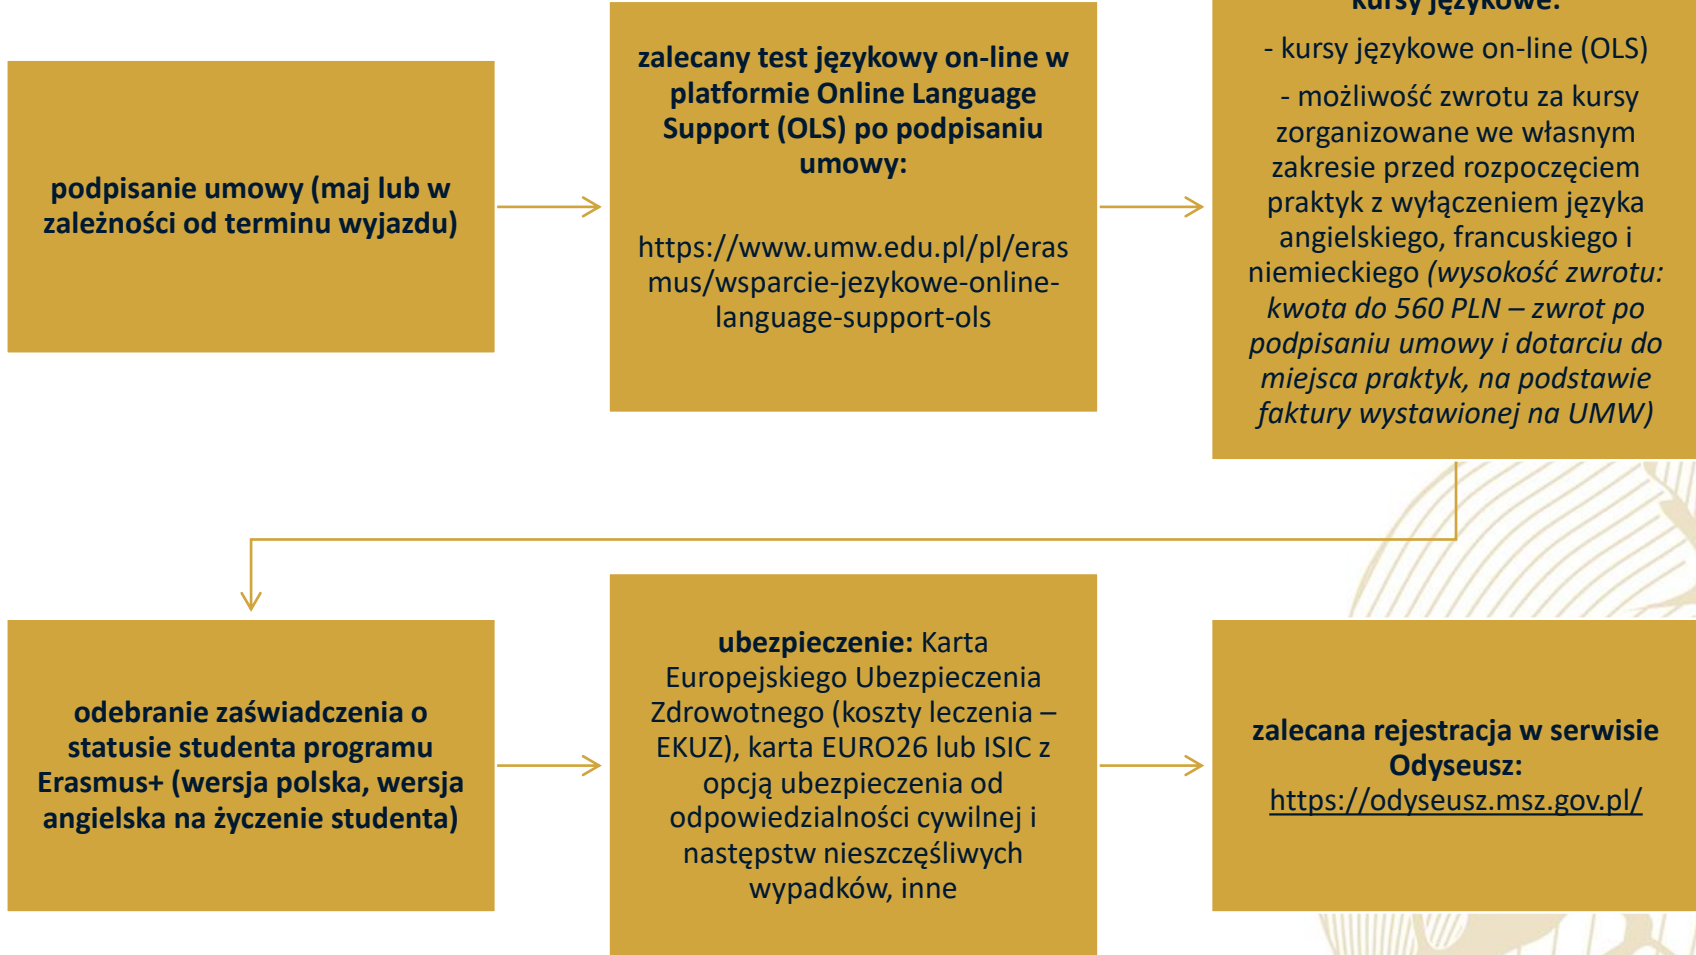 podpisanie umowy (maj lub w
zależności od terminu wyjazdu)
zalecany test językowy on-line w
platformie Online Language
Support (OLS) po podpisaniu
umowy:
https://www.umw.edu.pl/pl/eras
mus/wsparcie-jezykowe-online-
language-support-ols
kursy językowe:
- kursy językowe on-line (OLS)
- możliwość zwrotu za kursy
zorganizowane we własnym
zakresie przed rozpoczęciem
praktyk z wyłączeniem języka
angielskiego, francuskiego i
niemieckiego (wysokość zwrotu:
kwota do 560 PLN – zwrot po
podpisaniu umowy i dotarciu do
miejsca praktyk, na podstawie
faktury wystawionej na UMW)
odebranie zaświadczenia o
statusie studenta programu
Erasmus+ (wersja polska, wersja
angielska na życzenie studenta)
ubezpieczenie: Karta
Europejskiego Ubezpieczenia
Zdrowotnego (koszty leczenia –
EKUZ), karta EURO26 lub ISIC z
opcją ubezpieczenia od
odpowiedzialności cywilnej i
następstw nieszczęśliwych
wypadków, inne
zalecana rejestracja w serwisie
Odyseusz:
https://odyseusz.msz.gov.pl/